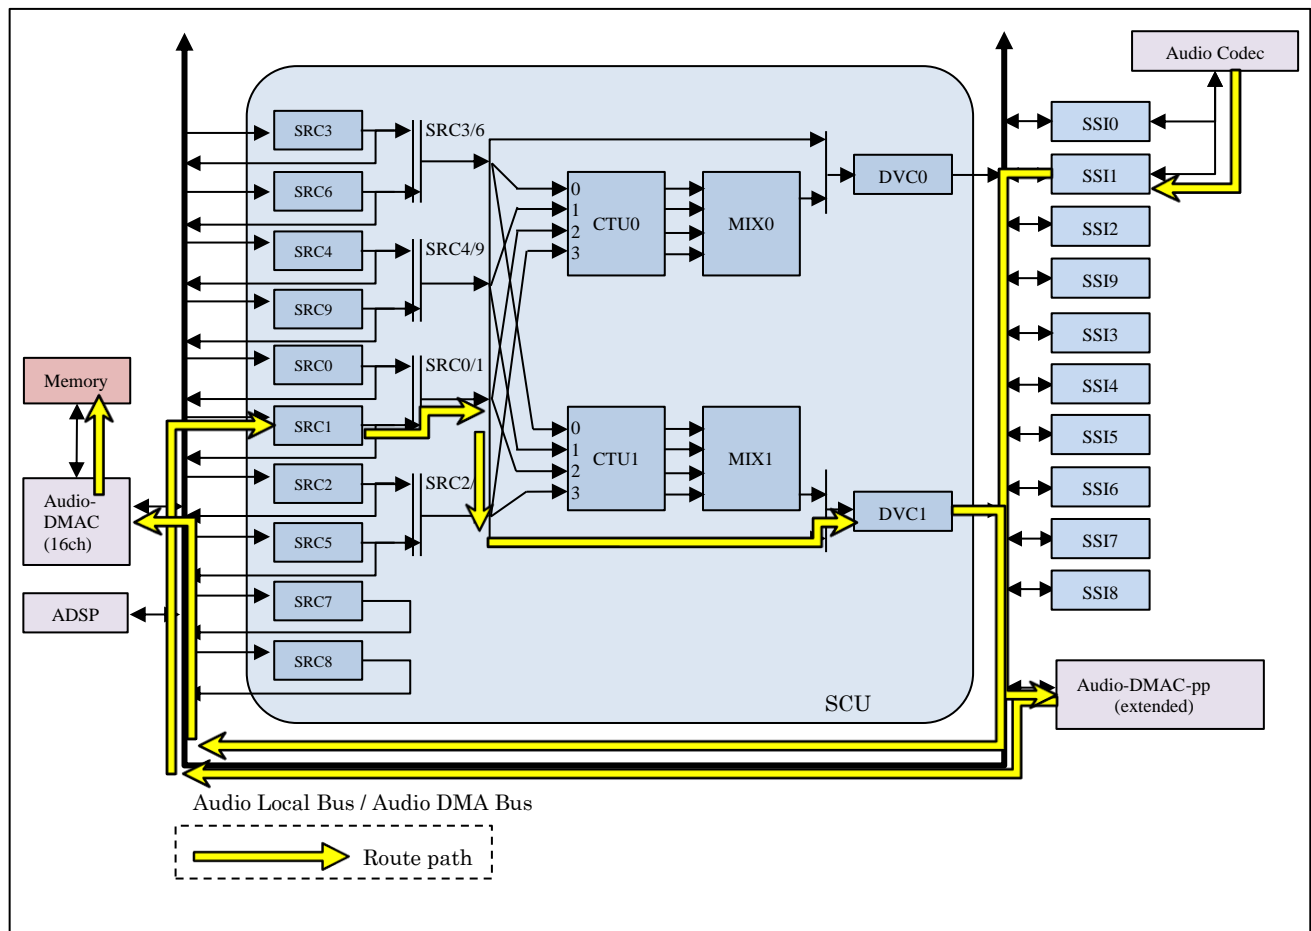 Audio Codec
SRC3
SRC3/6
SSI0
SRC6
DVC0
SSI1
0
1
2
3
CTU0
MIX0
SSI2
SRC4
SRC4/9
SSI9
SRC9
SSI3
SRC0
SRC0/1
Memory
SSI4
SRC1
0
1
2
3
CTU1
MIX1
SSI5
SRC2
SRC2/
SSI6
Audio-
DMAC
(16ch)
DVC1
SRC5
SSI7
SSI8
ADSP
SRC7
SRC8
SCU
Audio-DMAC-pp
(extended)
Audio Local Bus / Audio DMA Bus
Route path